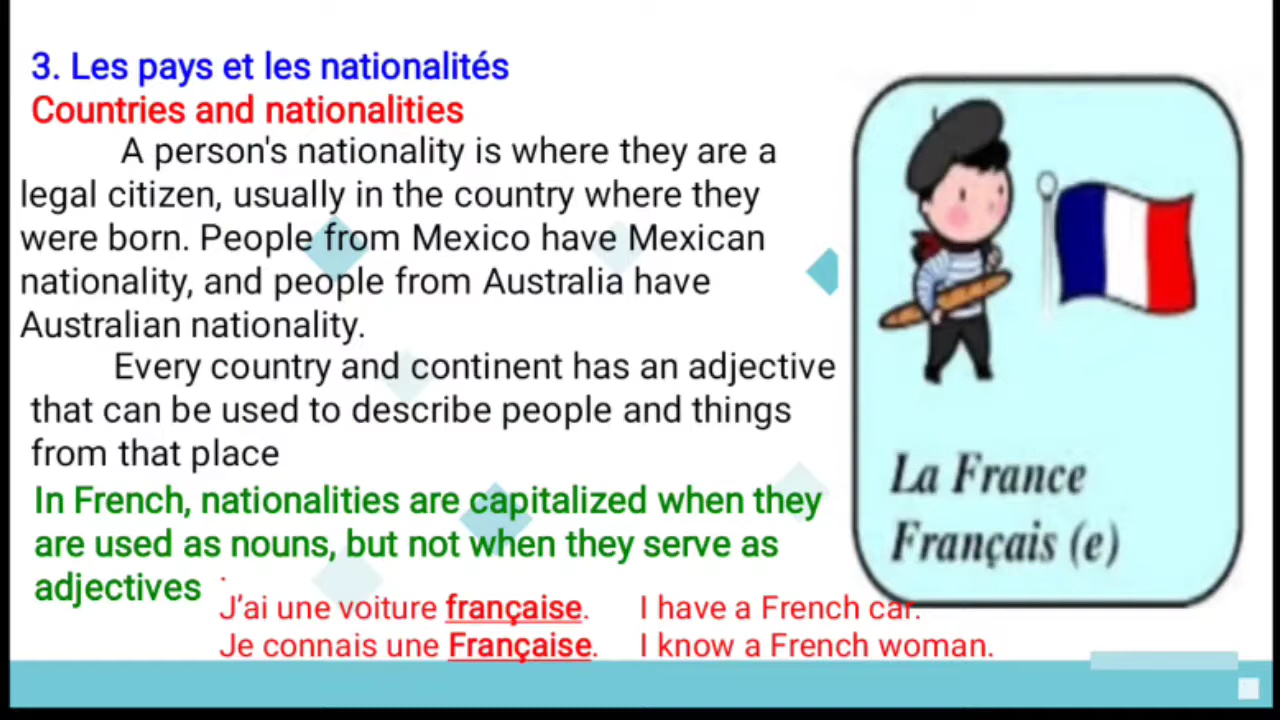 3. Les pays et les nationalités
Countries and nationalities
A person's nationality is where they are a
legal citizen, usually in the country where they
were born. People from Mexico have Mexican
nationality, and people from Australia have
Australian nationality.
Every country and continent has an adjective
that can be used to describe people and things
from that place
In French, nationalities are capitalized when they
are used as nouns, but not when they serve as
adjectives .
J'ai une voiture française. I have a French car.
Je connais une Française. I know a French woman.
La France
Français (e)